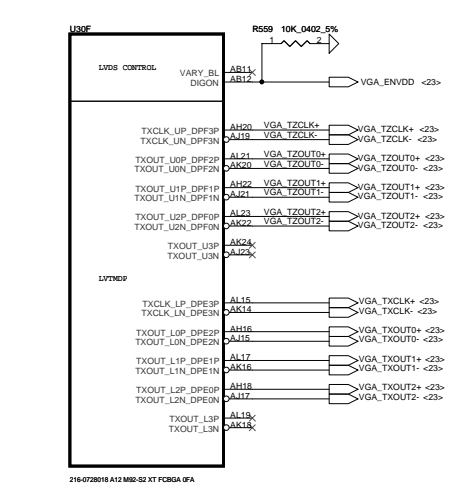 U30F
R559 10K_0402_5%
1 2
LVDS CONTROL
VARY_BL AB11
DIGON AB12 VGA_ENVDD <23>
TXCLK_UP_DPF3P AH20 VGA_TZCLK+ VGA_TZCLK+ <23>
TXCLK_UN_DPF3N AJ19 VGA_TZCLK- VGA_TZCLK- <23>
TXOUT_U0P_DPF2P AL21 VGA_TZOUT0+ VGA_TZOUT0+ <23>
TXOUT_U0N_DPF2N AK20 VGA_TZOUT0- VGA_TZOUT0- <23>
TXOUT_U1P_DPF1P AH22 VGA_TZOUT1+ VGA_TZOUT1+ <23>
TXOUT_U1N_DPF1N AJ21 VGA_TZOUT1- VGA_TZOUT1- <23>
TXOUT_U2P_DPF0P AL23 VGA_TZOUT2+ VGA_TZOUT2+ <23>
TXOUT_U2N_DPF0N AK22 VGA_TZOUT2- VGA_TZOUT2- <23>
TXOUT_U3P AK24
TXOUT_U3N AJ23
LVTMDP
TXCLK_LP_DPE3P AL15 VGA_TXCLK+ <23>
TXCLK_LN_DPE3N AK14 VGA_TXCLK- <23>
TXOUT_L0P_DPE2P AH16 VGA_TXOUT0+ <23>
TXOUT_L0N_DPE2N AJ15 VGA_TXOUT0- <23>
TXOUT_L1P_DPE1P AL17 VGA_TXOUT1+ <23>
TXOUT_L1N_DPE1N AK16 VGA_TXOUT1- <23>
TXOUT_L2P_DPE0P AH18 VGA_TXOUT2+ <23>
TXOUT_L2N_DPE0N AJ17 VGA_TXOUT2- <23>
TXOUT_L3P AL19
TXOUT_L3N AK18
216-0728018 A12 M92-S2 XT FCBGA 0FA